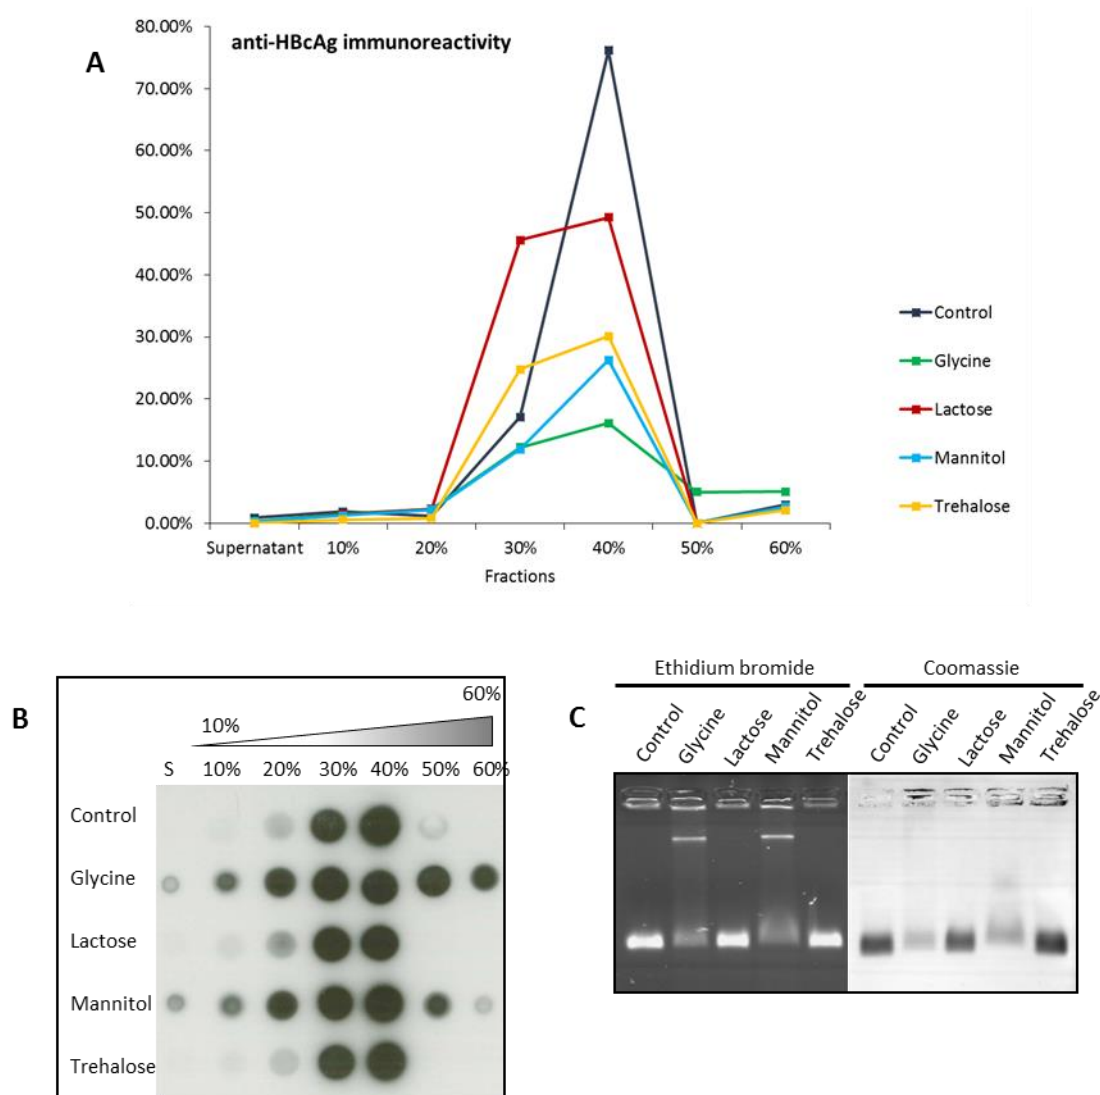 A
anti-HBcAg immunoreactivity
80.00%
70.00%
60.00%
50.00%
40.00%
30.00%
20.00%
10.00%
0.00%
Supernatant 10% 20% 30% 40% 50% 60%
Fractions
Control
Glycine
Lactose
Mannitol
Trehalose
B
10%
60%
S 10% 20% 30% 40% 50% 60%
Control
Glycine
Lactose
Mannitol
Trehalose
C
Ethidium bromide Coomassie
Control Glycine Lactose Mannitol Trehalose Control Glycine Lactose Mannitol Trehalose